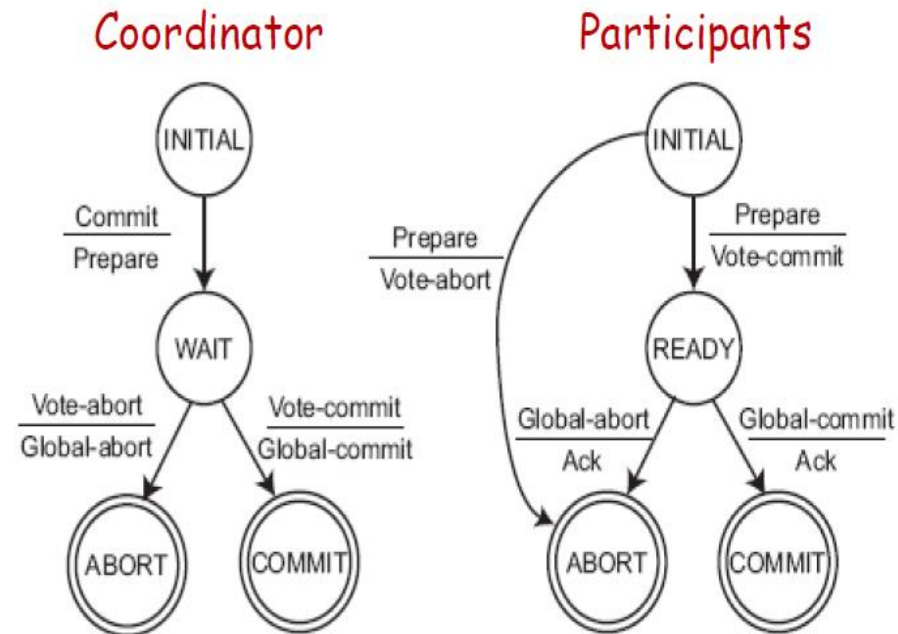 Coordinator
INITIAL
Commit
Prepare
WAIT
Vote-abort
Global-abort
Vote-commit
Global-commit
ABORT
COMMIT
Participants
INITIAL
Prepare
Vote-abort
Prepare
Vote-commit
READY
Global-abort
Ack
Global-commit
Ack
ABORT
COMMIT